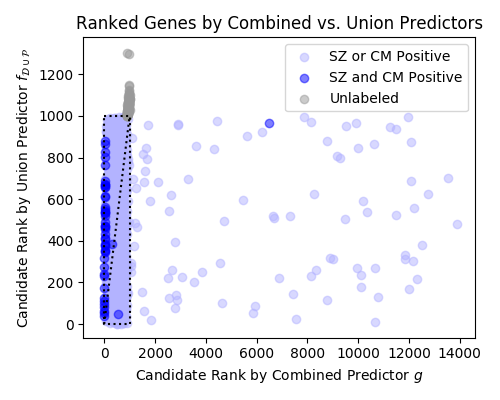 Ranked Genes by Combined vs. Union Predictors
SZ or CM Positive
SZ and CM Positive
Unlabeled
Candidate Rank by Union Predictor f_{𝒟∪𝒫}
1200
1000
800
600
400
200
0
0 2000 4000 6000 8000 10000 12000 14000
Candidate Rank by Combined Predictor g